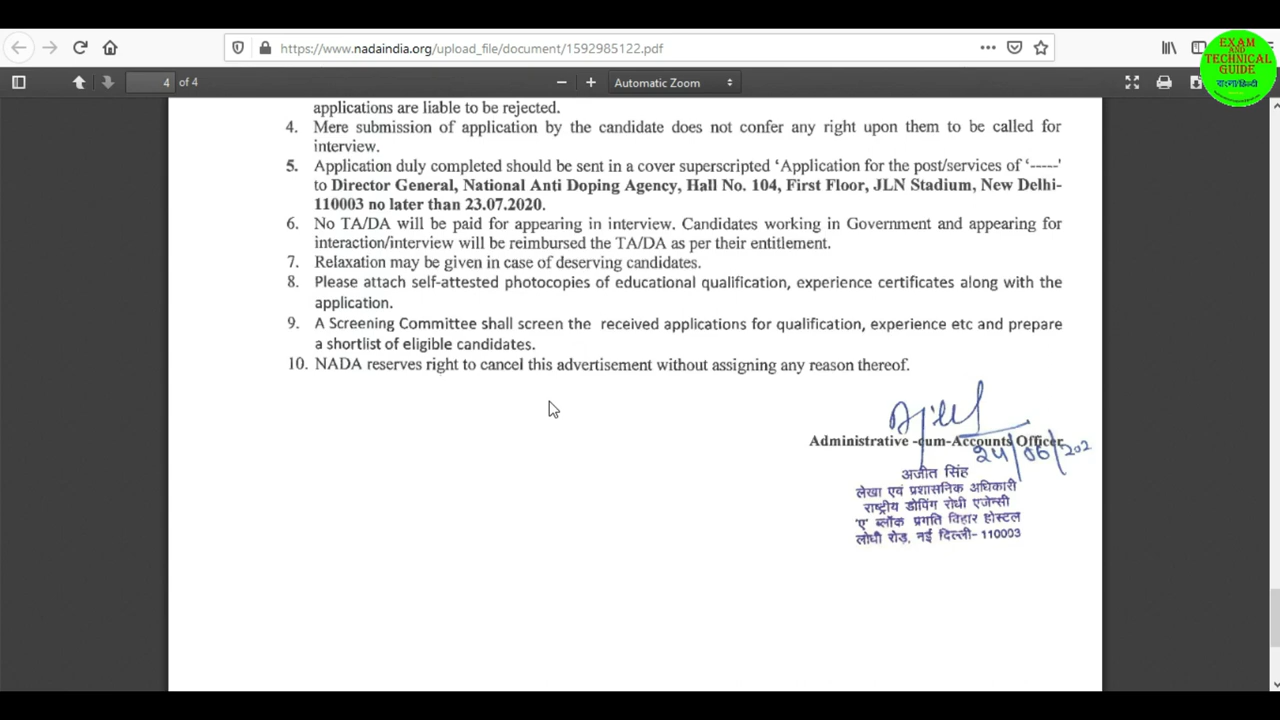 https://www.nadaindia.org/upload_file/document/1592985122.pdf
EXAM
AND
TECHNICAL
GUIDE
বাংলা/हिन्दी
4 of 4
Automatic Zoom
applications are liable to be rejected.
4. Mere submission of application by the candidate does not confer any right upon them to be called for
interview.
5. Application duly completed should be sent in a cover superscripted ‘Application for the post/services of ‘-----’
to Director General, National Anti Doping Agency, Hall No. 104, First Floor, JLN Stadium, New Delhi-
110003 no later than 23.07.2020.
6. No TA/DA will be paid for appearing in interview. Candidates working in Government and appearing for
interaction/interview will be reimbursed the TA/DA as per their entitlement.
7. Relaxation may be given in case of deserving candidates.
8. Please attach self-attested photocopies of educational qualification, experience certificates along with the
application.
9. A Screening Committee shall screen the received applications for qualification, experience etc and prepare
a shortlist of eligible candidates.
10. NADA reserves right to cancel this advertisement without assigning any reason thereof.
Administrative -cum-Accounts Officer
24/06/202
अजीत सिंह
लेखा एवं प्रशासनिक अधिकारी
राष्ट्रीय डोपिंग रोधी एजेन्सी
'ए' ब्लॉक प्रगति विहार होस्टल
लोधी रोड़, नई दिल्ली- 110003